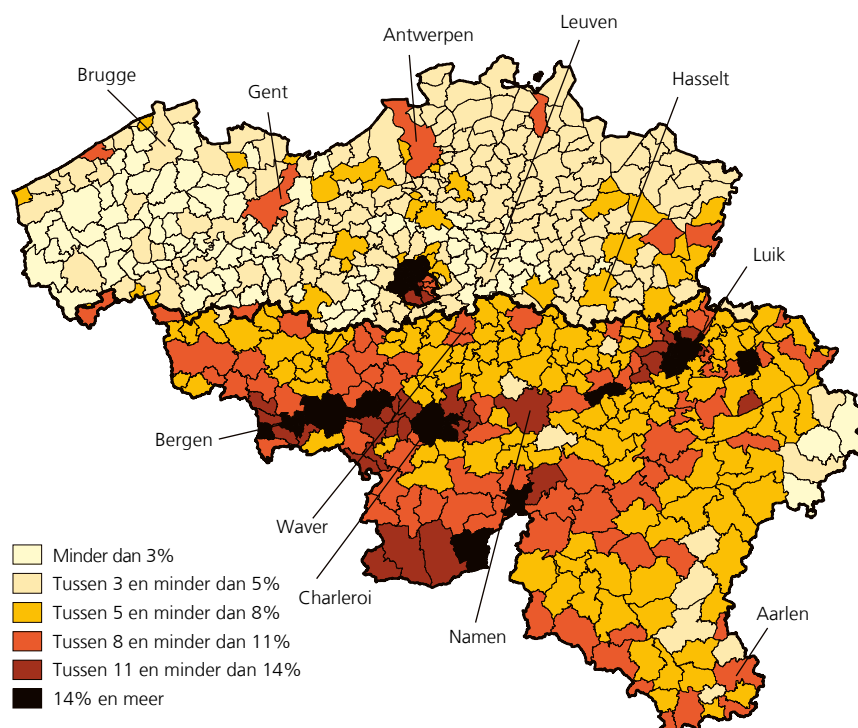 Leuven
Antwerpen
Brugge
Gent
Hasselt
Luik
Bergen
Waver
Charleroi
Namen
Aarlen
Minder dan 3%
Tussen 3 en minder dan 5%
Tussen 5 en minder dan 8%
Tussen 8 en minder dan 11%
Tussen 11 en minder dan 14%
14% en meer